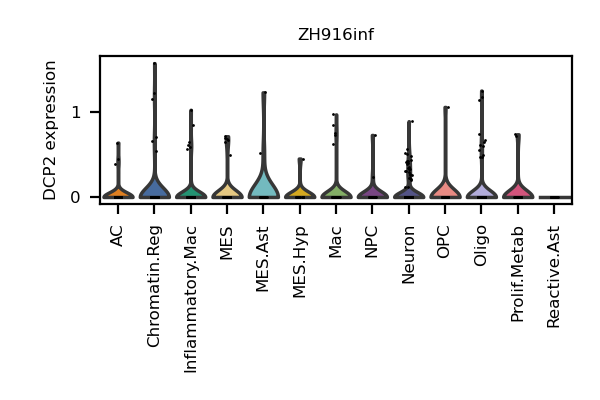 ZH916inf
DCP2 expression
1
0
AC
Chromatin.Reg
Inflammatory.Mac
MES
MES.Ast
MES.Hyp
Mac
NPC
Neuron
OPC
Oligo
Prolif.Metab
Reactive.Ast